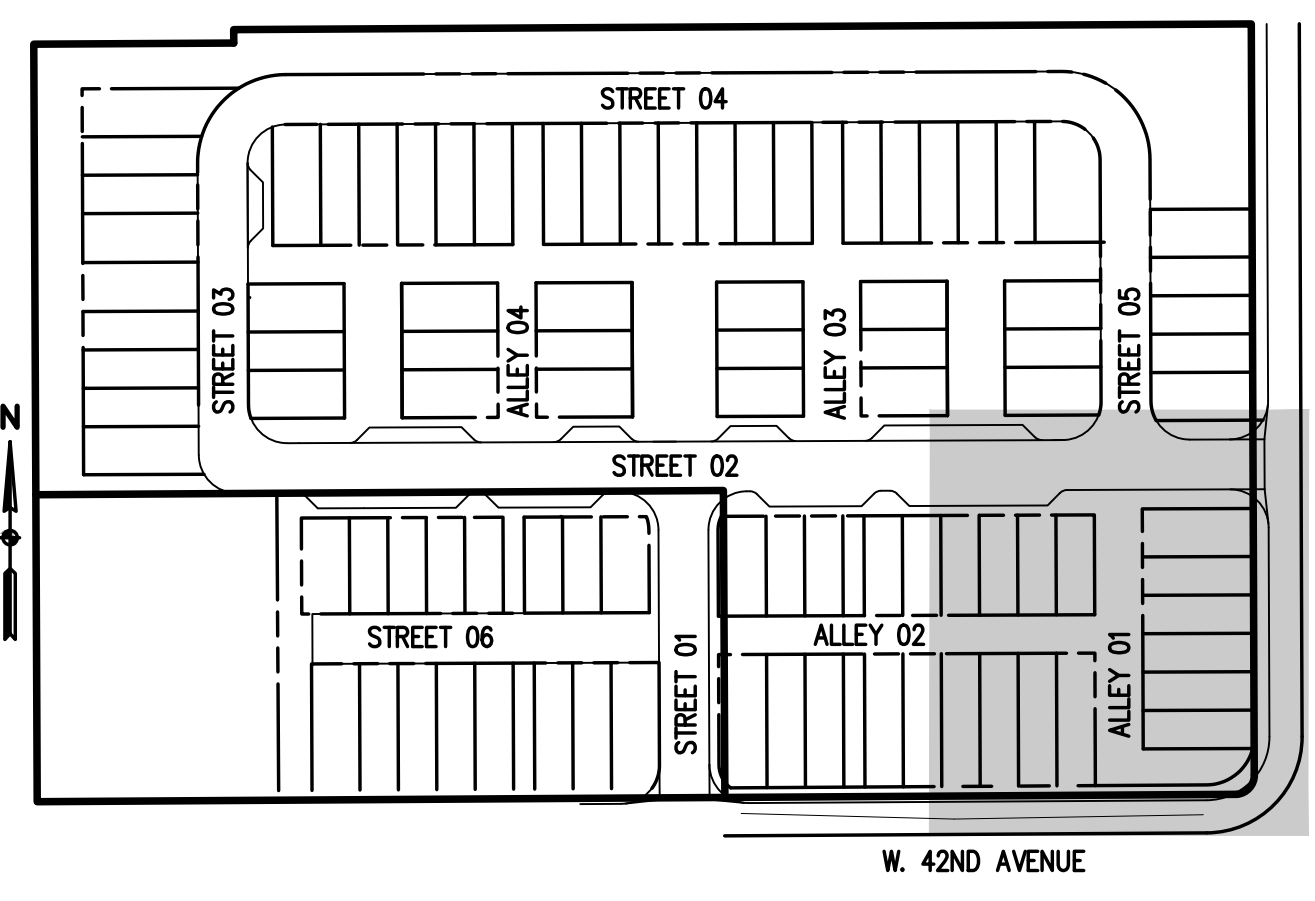 STREET 04
STREET 03
ALLEY 04
ALLEY 03
STREET 05
N
STREET 02
STREET 06
STREET 01
ALLEY 02
ALLEY 01
W. 42ND AVENUE